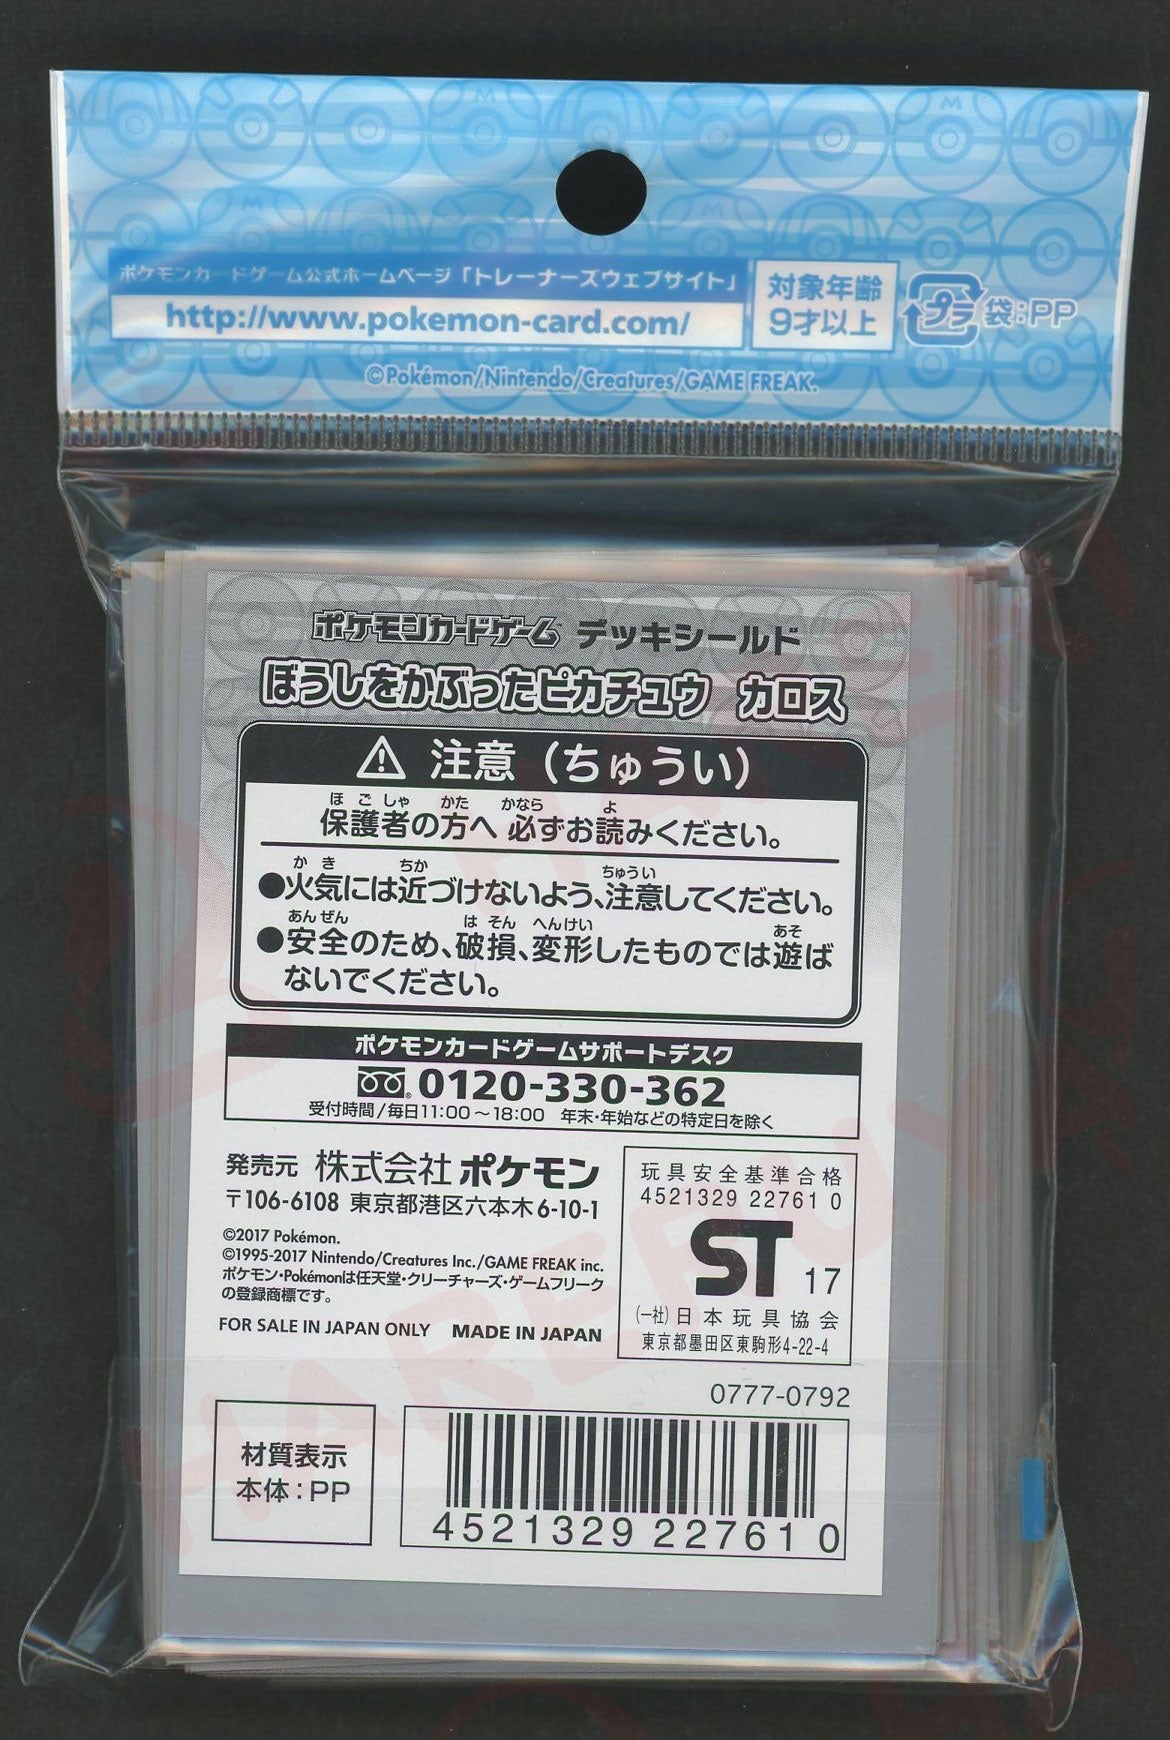 ポケモンカードゲーム公式ホームページ「トレーナーズウェブサイト」
http://www.pokemon-card.com/
対象年齢
9才以上
プラ 袋:PP
©Pokémon/Nintendo/Creatures/GAME FREAK.
ポケモンカードゲーム デッキシールド
ぼうしをかぶったピカチュウ カロス
注意（ちゅうい）
ほごしゃ かた かなら よ
保護者の方へ 必ずお読みください。
かき ちか ちゅうい
●火気には近づけないよう、注意してください。
あんぜん はそん へんけい あそ
●安全のため、破損、変形したものでは遊ば
ないでください。
ポケモンカードゲームサポートデスク
0120-330-362
受付時間/毎日11:00～18:00 年末・年始などの特定日を除く
発売元 株式会社 ポケモン
〒106-6108 東京都港区六本木6-10-1
©2017 Pokémon.
©1995-2017 Nintendo/Creatures Inc./GAME FREAK inc.
ポケモン・Pokémonは任天堂・クリーチャーズ・ゲームフリーク
の登録商標です。
FOR SALE IN JAPAN ONLY MADE IN JAPAN
玩具安全基準合格
4521329 22761 0
ST 17
(一社)日本玩具協会
東京都墨田区東駒形4-22-4
0777-0792
材質表示
本体:PP
4521329 227610